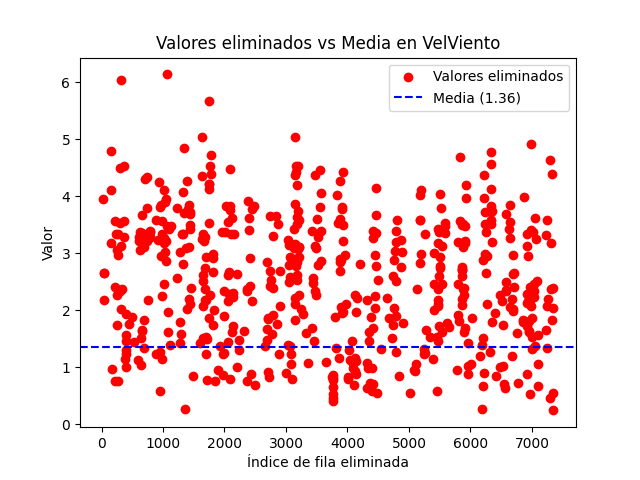 Valores eliminados vs Media en VelViento
Valores eliminados
Media (1.36)
6
5
4
3
2
1
0
Valor
0 1000 2000 3000 4000 5000 6000 7000
Índice de fila eliminada